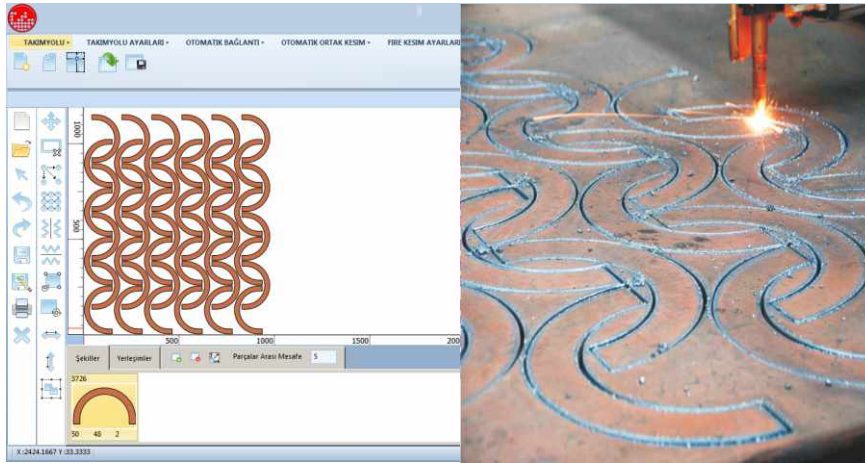 TAKIMYOLU TAKIMYOLU AYARLARI OTOMATIK BAĞLANTI OTOMATIK ORTAK KESIM FIRE KESIM AYARLARI
1000
500
500 1000 1500 200
Şekiller Yerleşimler Parçalar Arası Mesafe 5
3726
50 48 2
X :2424.1667 Y :33.3333